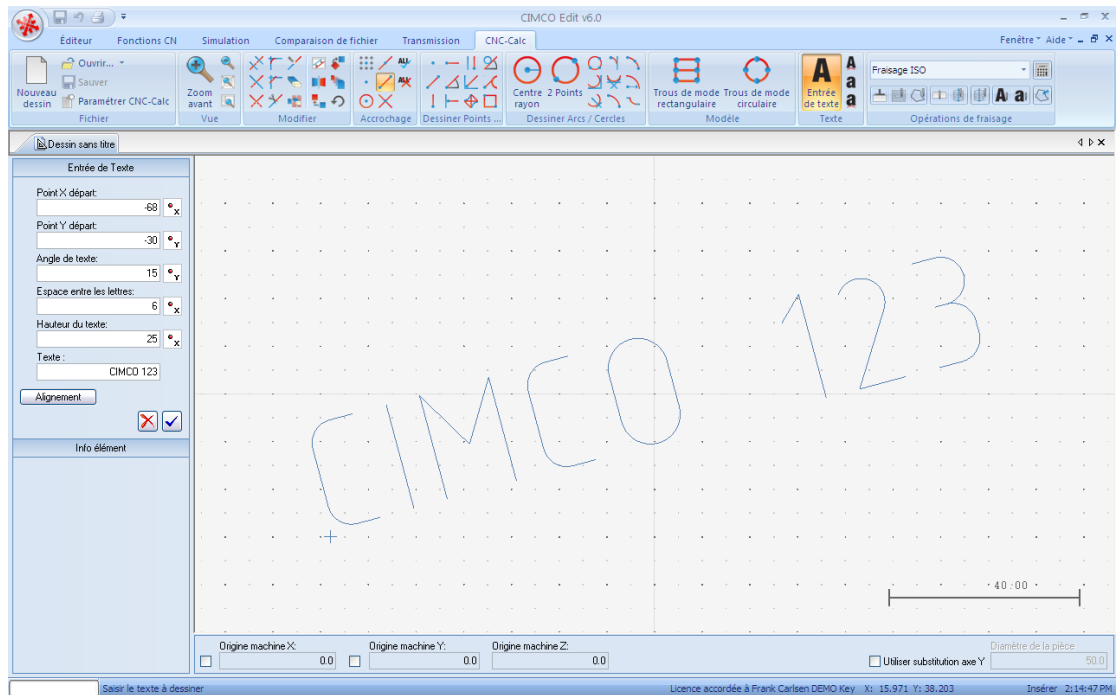 CIMCO Edit v6.0
Éditeur Fonctions CN Simulation Comparaison de fichier Transmission CNC-Calc Fenêtre Aide
Nouveau dessin
Ouvrir...
Sauver
Paramétrer CNC-Calc
Zoom avant
Centre rayon
2 Points
Trous de mode rectangulaire
Trous de mode circulaire
Entrée de texte
Fraisage ISO
Fichier Vue Modifier Accrochage Dessiner Points ... Dessiner Arcs / Cercles Modèle Texte Opérations de fraisage
Dessin sans titre
Entrée de Texte
Point X départ:
-68
Point Y départ:
-30
Angle de texte:
15
Espace entre les lettres:
6
Hauteur du texte:
25
Texte :
CIMCO 123
Alignement
Info élément
CIMCO 123
40.00
Origine machine X: Origine machine Y: Origine machine Z: Diamètre de la pièce
0.0 0.0 0.0 Utiliser substitution axe Y 50.0
Saisir le texte à dessiner Licence accordée à Frank Carlsen DEMO Key X: 15.971 Y: 38.203 Insérer 2:14:47 PM